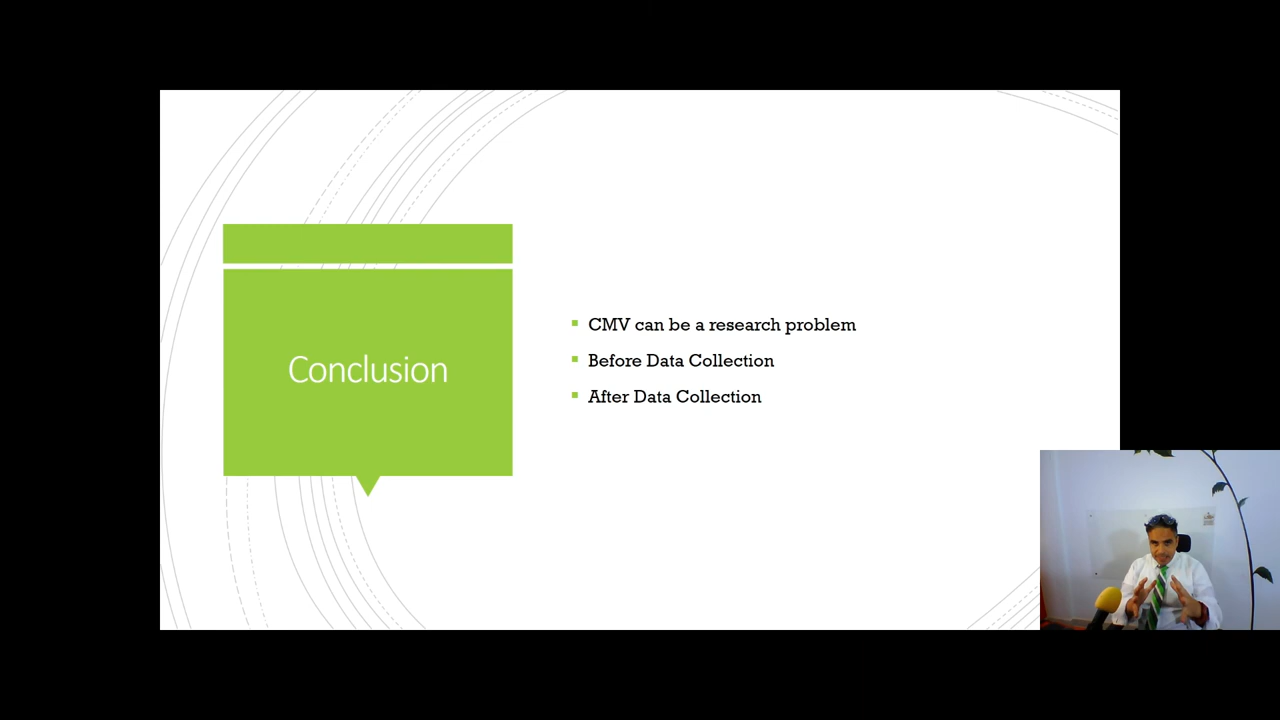 Conclusion
CMV can be a research problem
Before Data Collection
After Data Collection